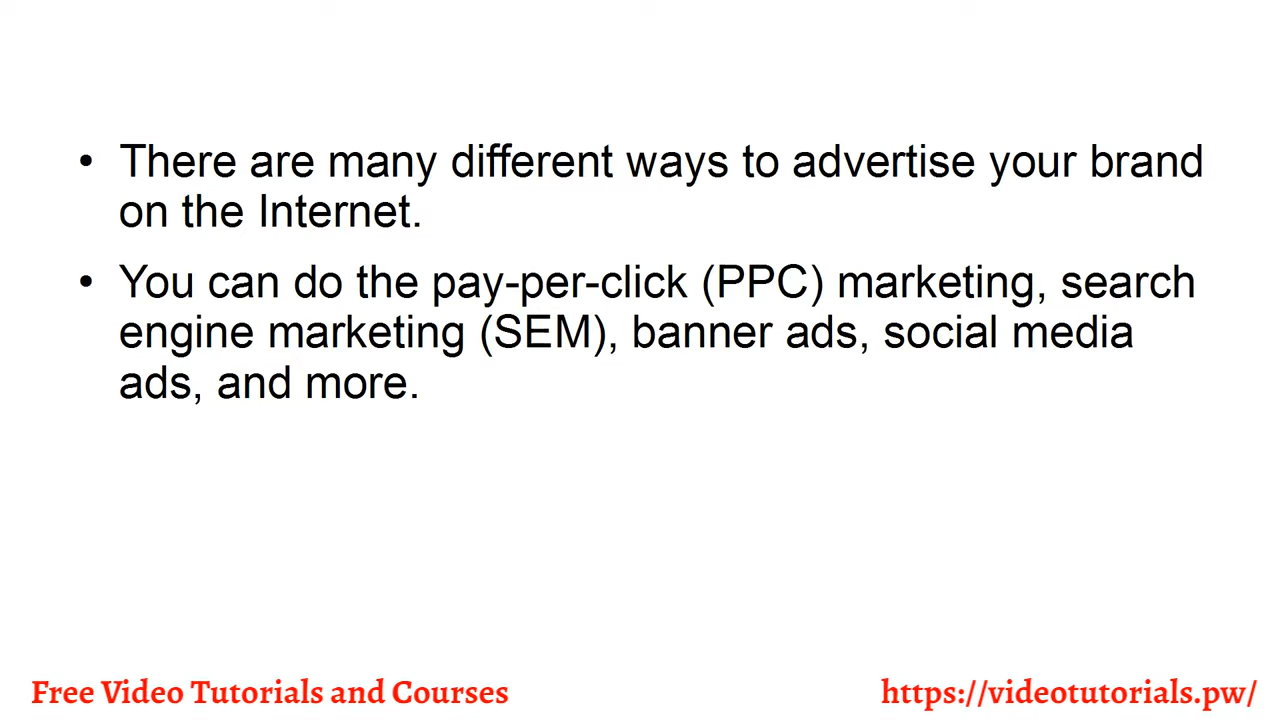 • There are many different ways to advertise your brand
on the Internet.
• You can do the pay-per-click (PPC) marketing, search
engine marketing (SEM), banner ads, social media
ads, and more.
Free Video Tutorials and Courses
https://videotutorials.pw/